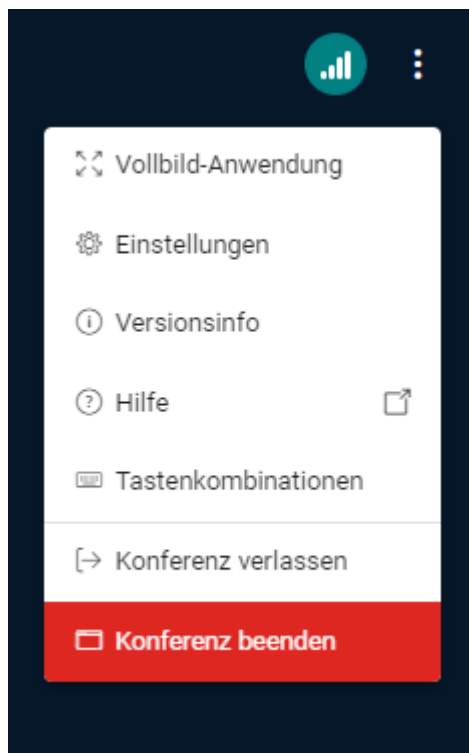 Vollbild-Anwendung
Einstellungen
Versionsinfo
Hilfe
Tastenkombinationen
Konferenz verlassen
Konferenz beenden